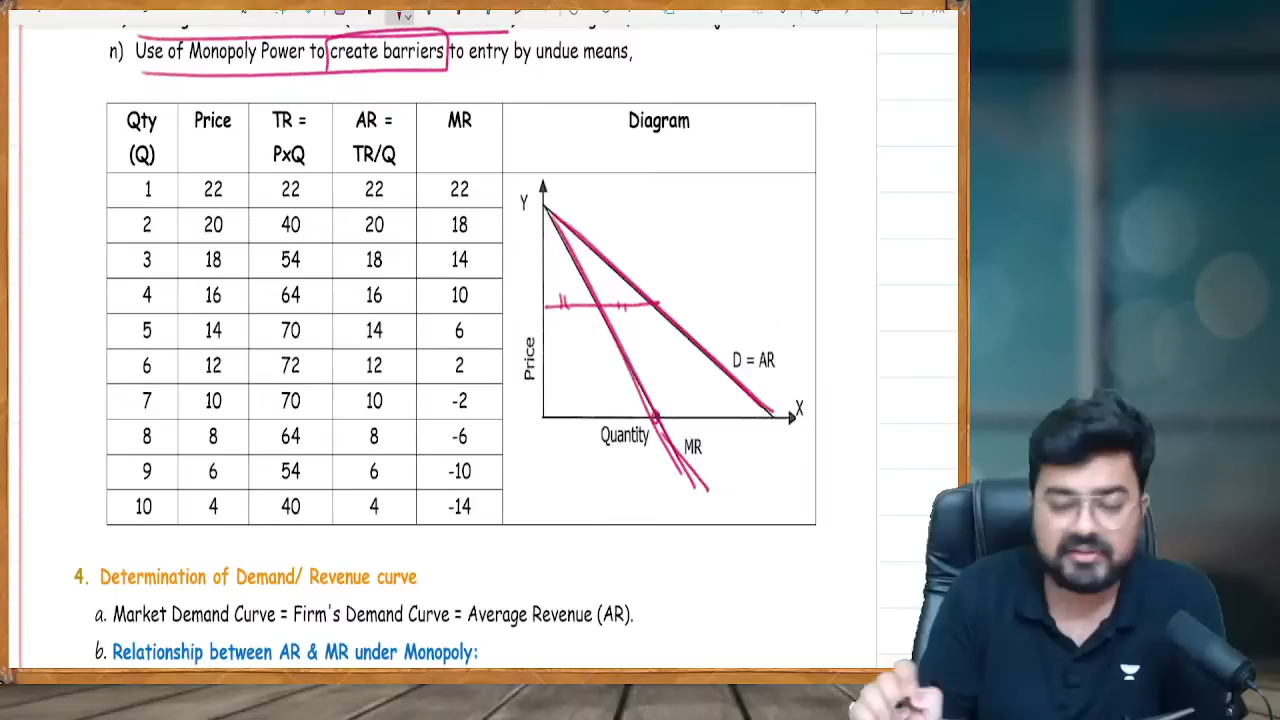 n) Use of Monopoly Power to create barriers to entry by undue means,
Qty (Q) Price TR = PxQ AR = TR/Q MR Diagram
1 22 22 22 22
2 20 40 20 18
3 18 54 18 14
4 16 64 16 10
5 14 70 14 6
6 12 72 12 2
7 10 70 10 -2
8 8 64 8 -6
9 6 54 6 -10
10 4 40 4 -14
Y
Price
D = AR
X
Quantity
MR
4. Determination of Demand/ Revenue curve
a. Market Demand Curve = Firm's Demand Curve = Average Revenue (AR).
b. Relationship between AR & MR under Monopoly: